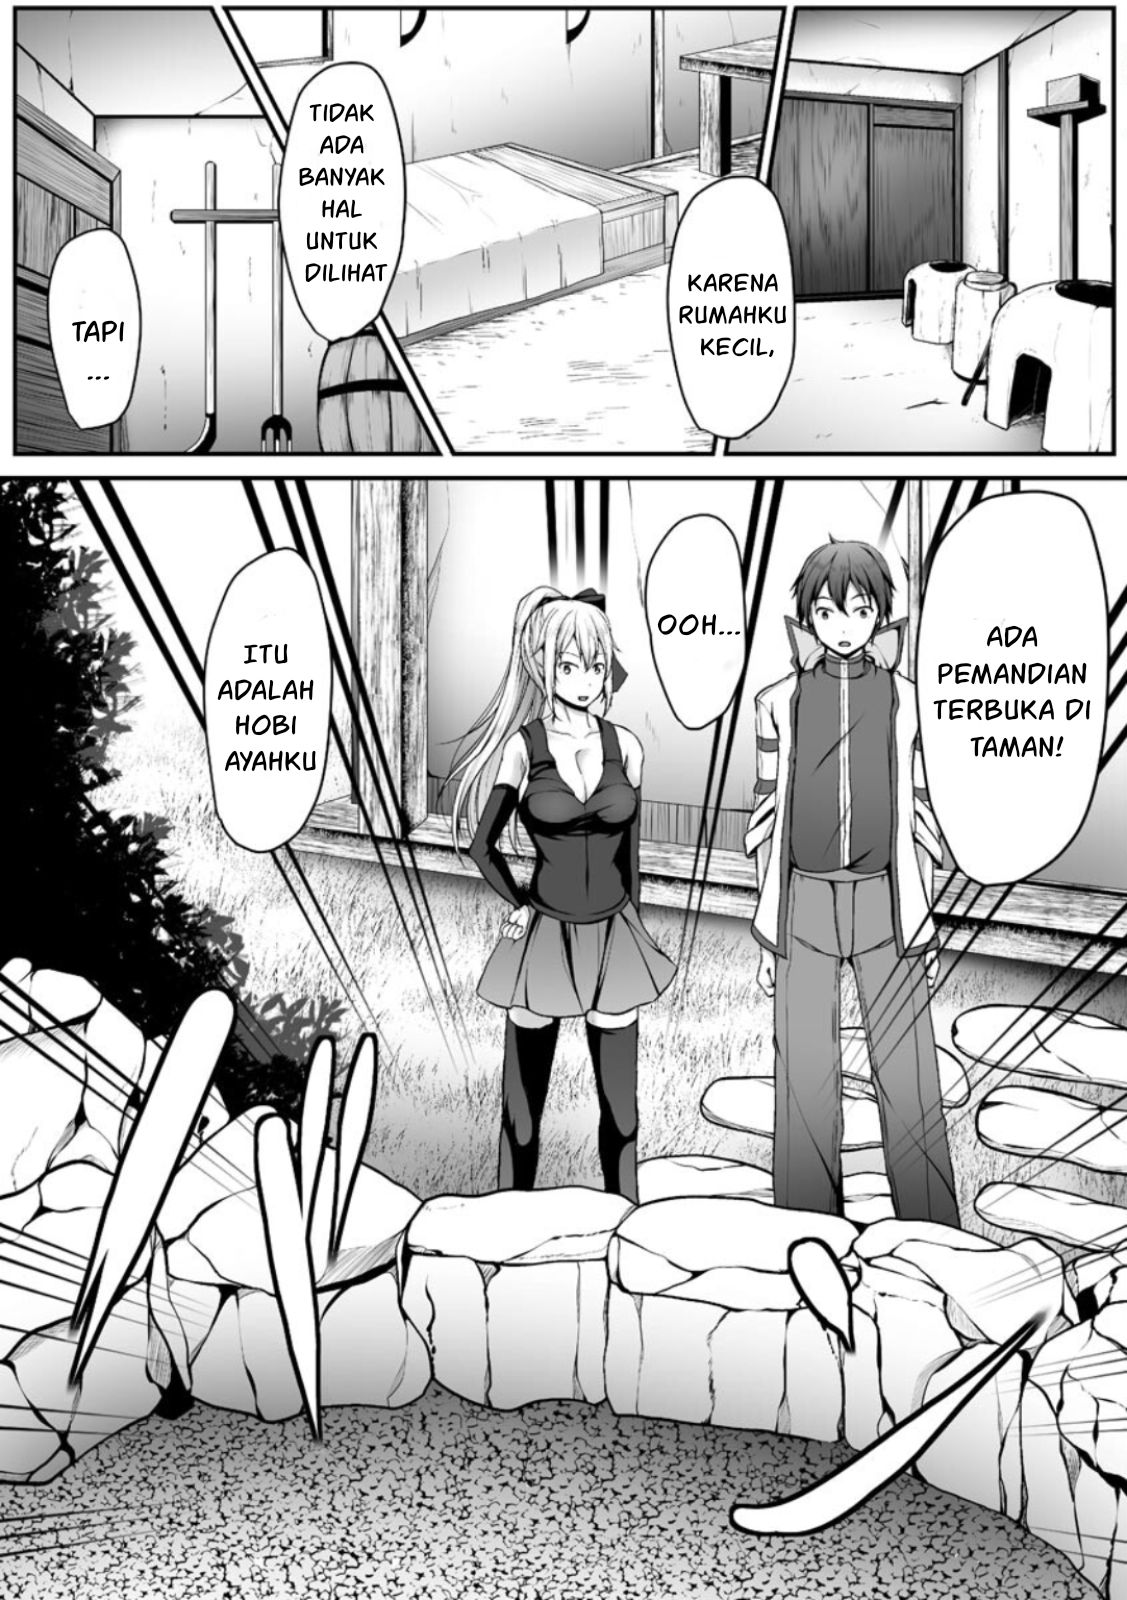 KARENA
RUMAHKU
KECIL,
TIDAK
ADA
BANYAK
HAL
UNTUK
DILIHAT
TAPI
...
ADA
PEMANDIAN
TERBUKA DI
TAMAN!
OOH...
ITU
ADALAH
HOBI
AYAHKU